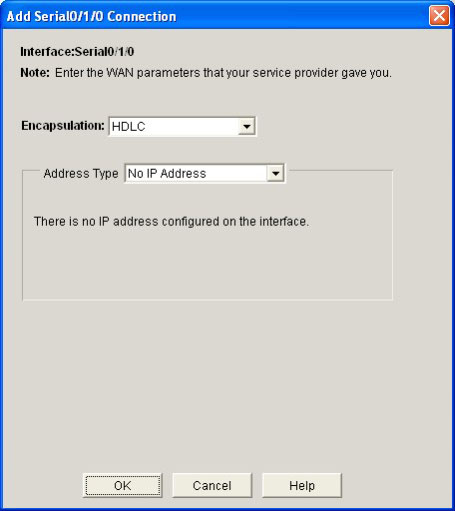 Add Serial0/1/0 Connection
Interface:Serial0/1/0
Note: Enter the WAN parameters that your service provider gave you.
Encapsulation: HDLC
Address Type No IP Address
There is no IP address configured on the interface.
OK Cancel Help